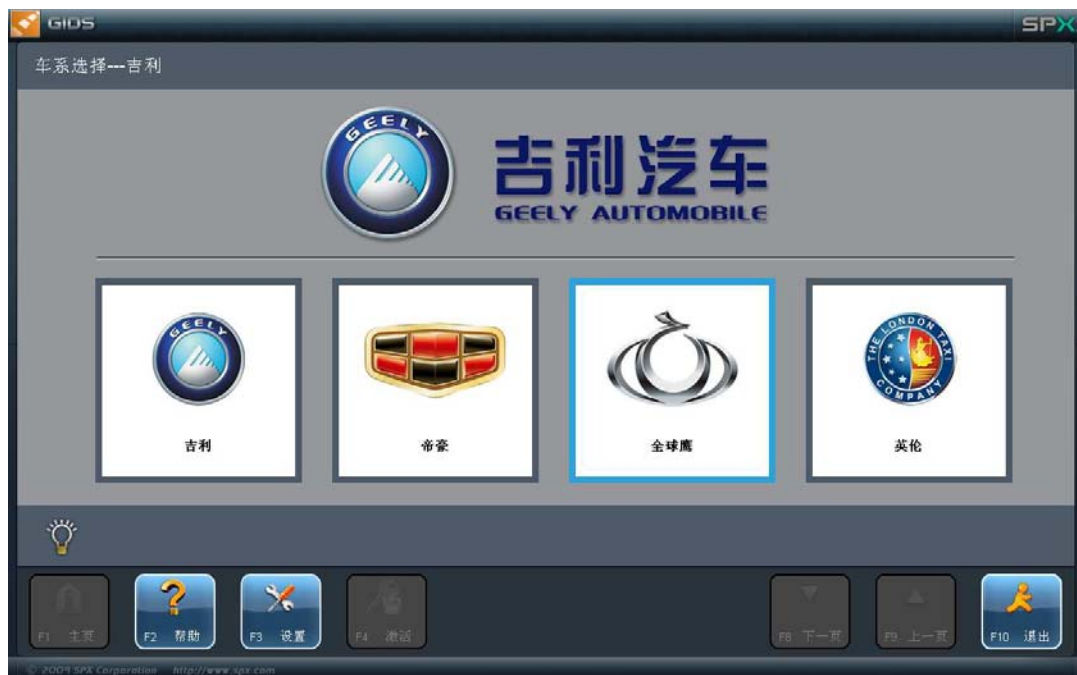 GIDS
SPX
车系选择---吉利
GEELY
吉利汽车
GEELY AUTOMOBILE
GEELY
THE LONDON TAXI COMPANY
吉利
帝豪
全球鹰
英伦
F1 主页
F2 帮助
F3 设置
F4 激活
F8 下一页
F9 上一页
F10 退出
© 2009 SPX Corporation http://www.spx.com